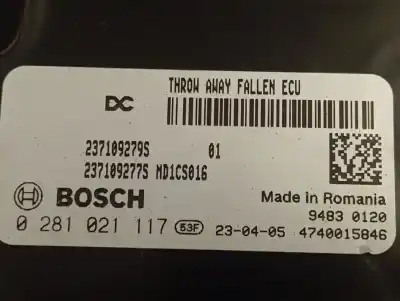 THROW AWAY FALLEN ECU
DC
237109279S 01
237109277S MD1CS016
BOSCH
Made in Romania
9483 0120
0 281 021 117 53F 23-04-05 4740015846